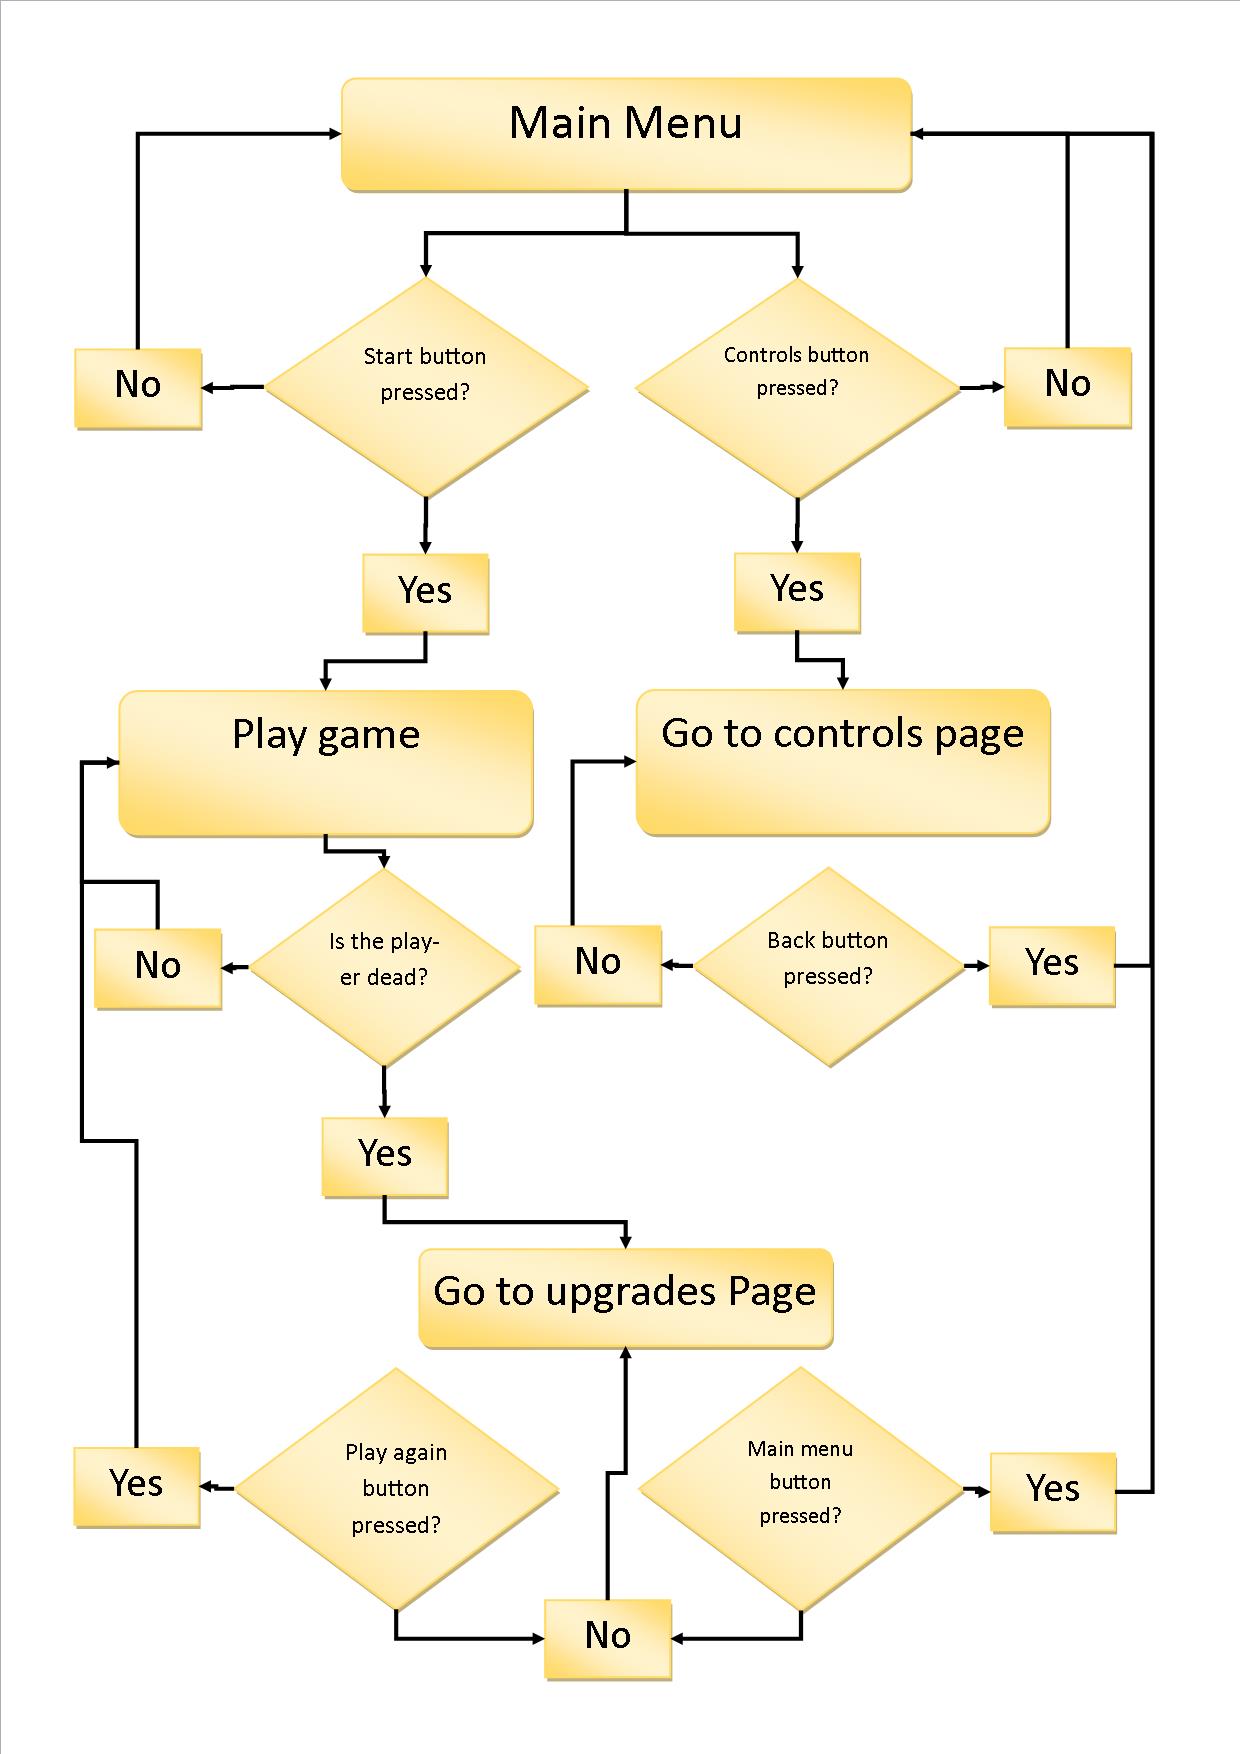 Main Menu
Start button
pressed?
Controls button
pressed?
No
No
Yes
Yes
Play game
Go to controls page
Is the play-
er dead?
No
No
Back button
pressed?
Yes
Yes
Go to upgrades Page
Play again
button
pressed?
Main menu
button
pressed?
Yes
Yes
No